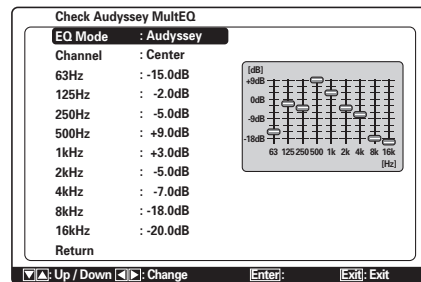 Check Audyssey MultEQ
EQ Mode : Audyssey
Channel : Center
63Hz : -15.0dB
125Hz : -2.0dB
250Hz : -5.0dB
500Hz : +9.0dB
1kHz : +3.0dB
2kHz : -5.0dB
4kHz : -7.0dB
8kHz : -18.0dB
16kHz : -20.0dB
Return
[dB]
+9dB
0dB
-9dB
-18dB
63 125 250 500 1k 2k 4k 8k 16k
[Hz]
▼▲: Up / Down ◀▶: Change Enter: Exit: Exit